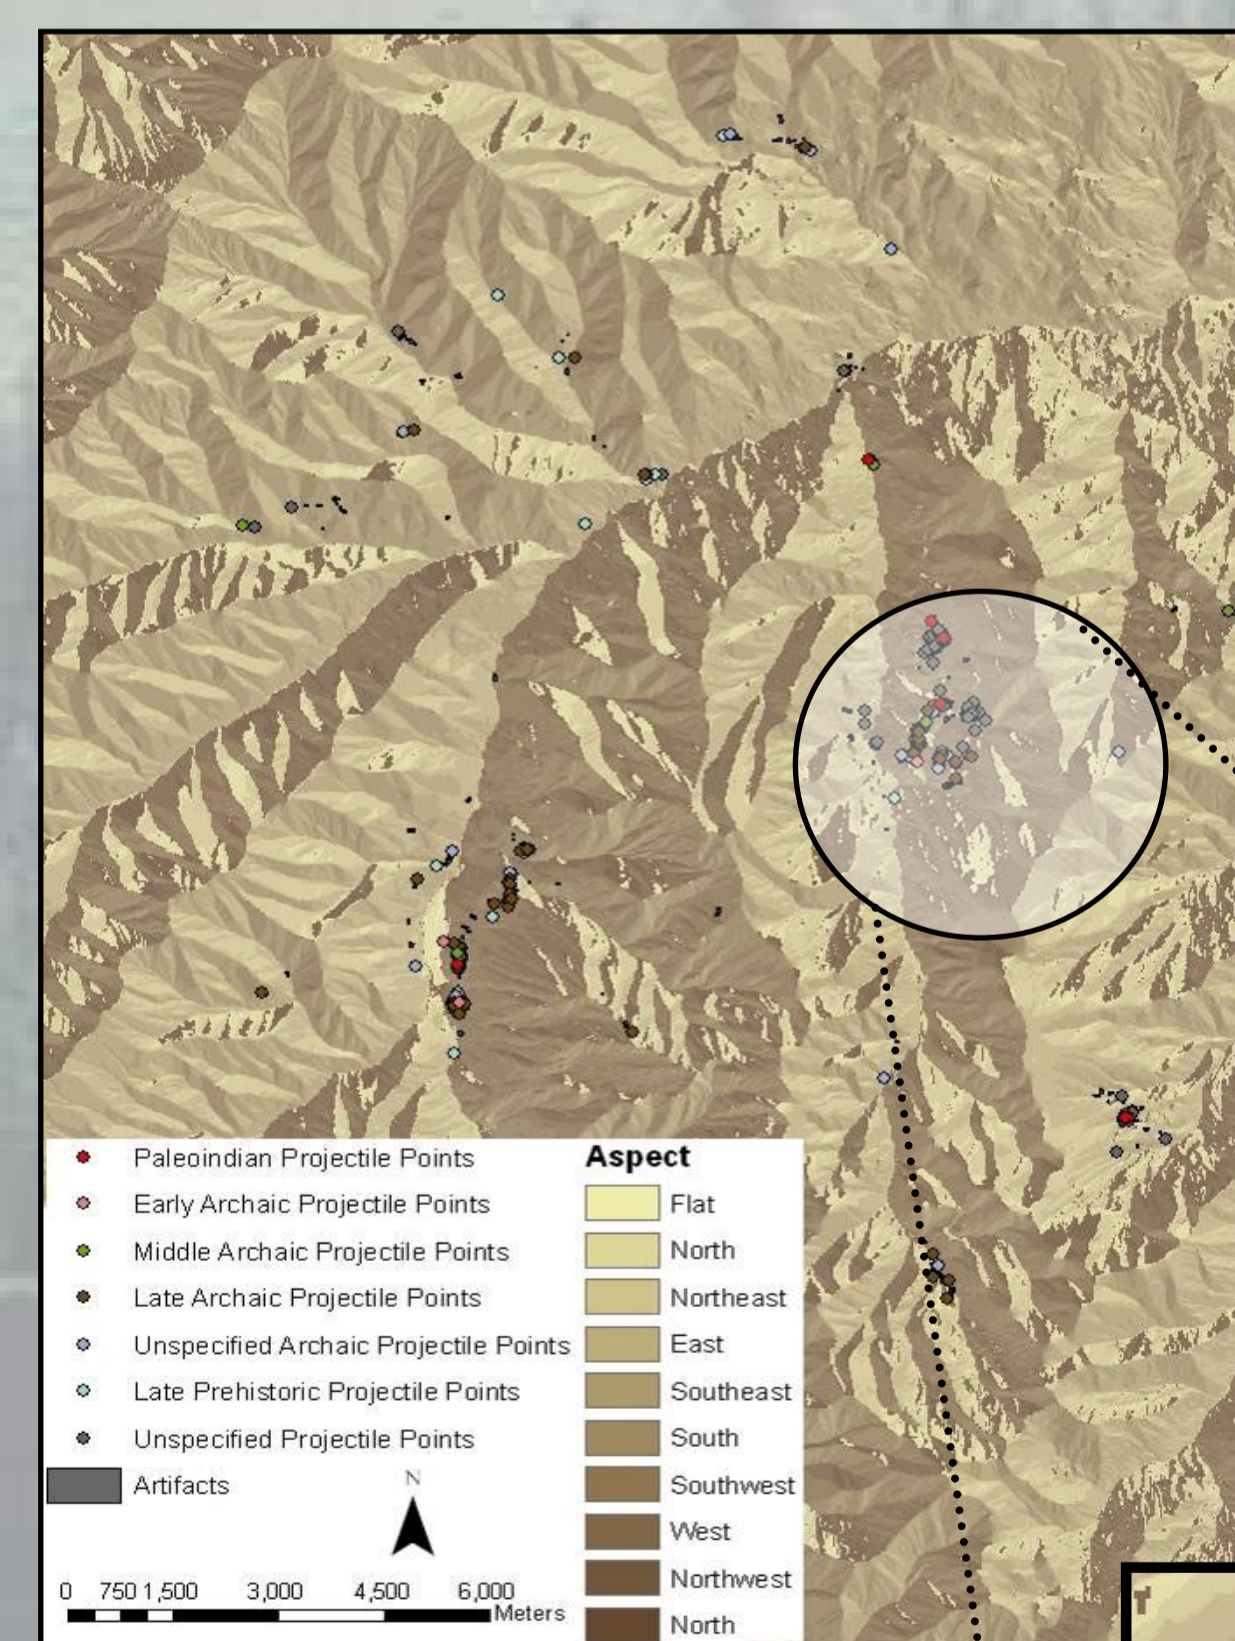 Paleoindian Projectile Points
Early Archaic Projectile Points
Middle Archaic Projectile Points
Late Archaic Projectile Points
Unspecified Archaic Projectile Points
Late Prehistoric Projectile Points
Unspecified Projectile Points
Artifacts
N
0 750 1,500 3,000 4,500 6,000
Meters
Aspect
Flat
North
Northeast
East
Southeast
South
Southwest
West
Northwest
North